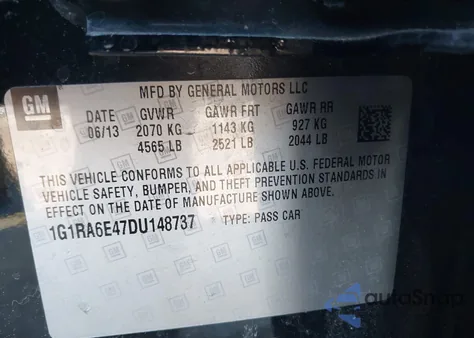 GM
MFD BY GENERAL MOTORS LLC
DATE GVWR GAWR FRT GAWR RR
06/13 2070 KG 1143 KG 927 KG
4565 LB 2521 LB 2044 LB
THIS VEHICLE CONFORMS TO ALL APPLICABLE U.S. FEDERAL MOTOR
VEHICLE SAFETY, BUMPER, AND THEFT PREVENTION STANDARDS IN
EFFECT ON THE DATE OF MANUFACTURE SHOWN ABOVE.
1G1RA6E47DU148737 TYPE: PASS CAR
autoSnap